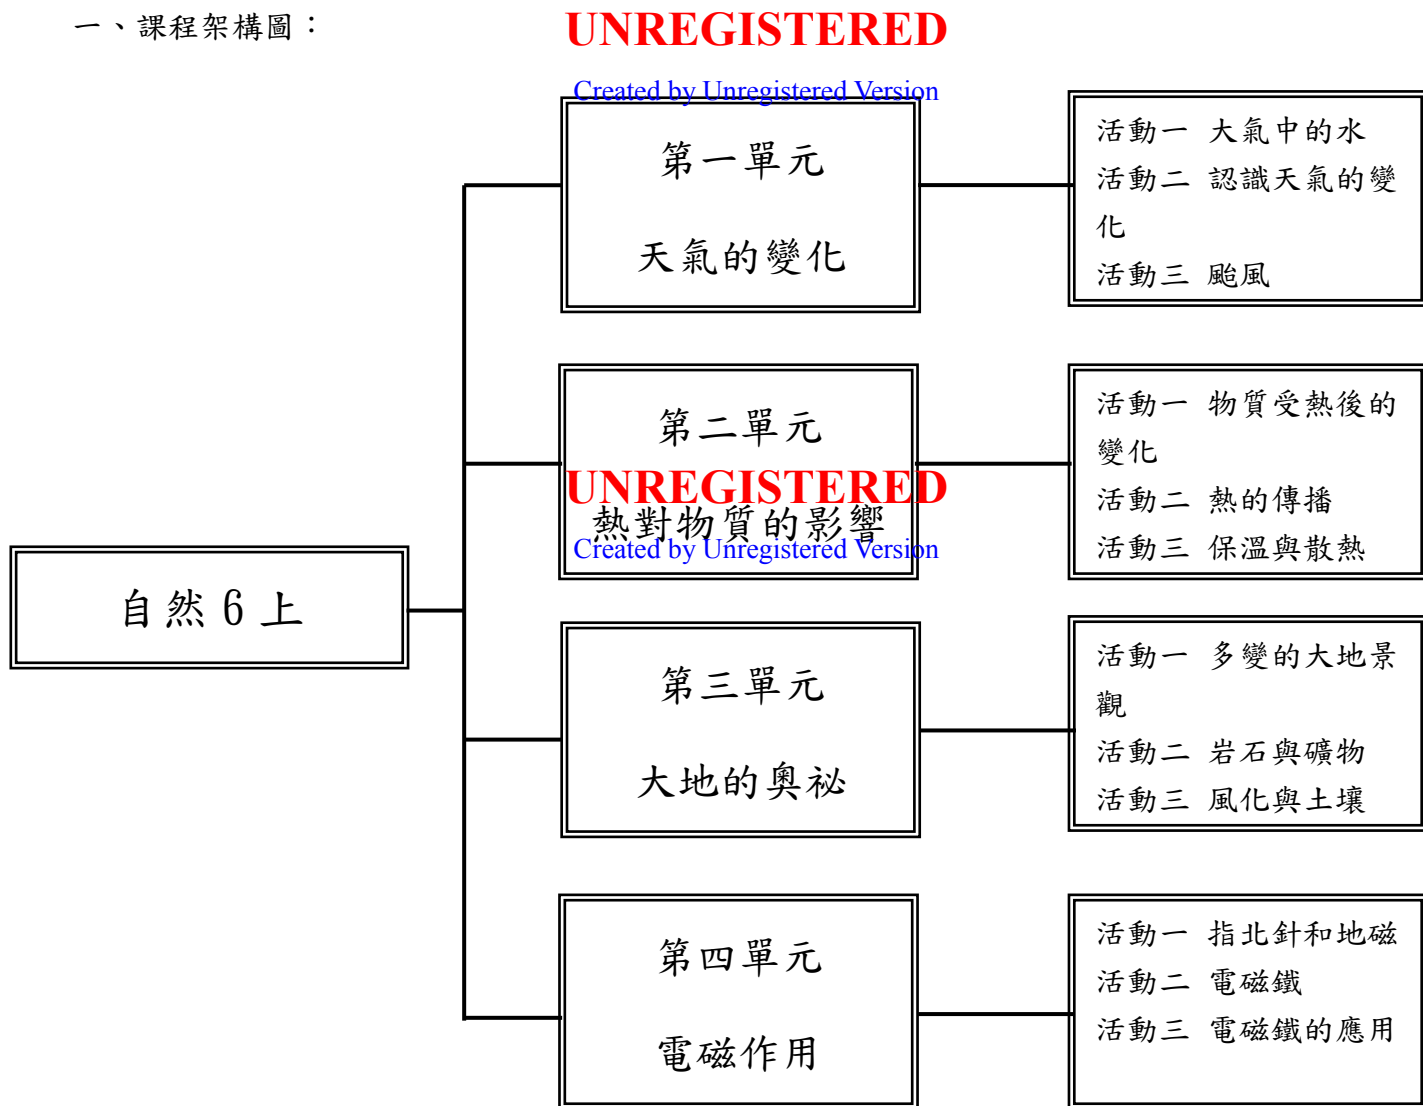 一、課程架構圖：
UNREGISTERED
Created by Unregistered Version
第一單元
天氣的變化
活動一 大氣中的水
活動二 認識天氣的變
化
活動三 颱風
第二單元
UNREGISTERED
熱對物質的影響
Created by Unregistered Version
活動一 物質受熱後的
變化
活動二 熱的傳播
活動三 保溫與散熱
自然6上
第三單元
大地的奧祕
活動一 多變的大地景
觀
活動二 岩石與礦物
活動三 風化與土壤
第四單元
電磁作用
活動一 指北針和地磁
活動二 電磁鐵
活動三 電磁鐵的應用